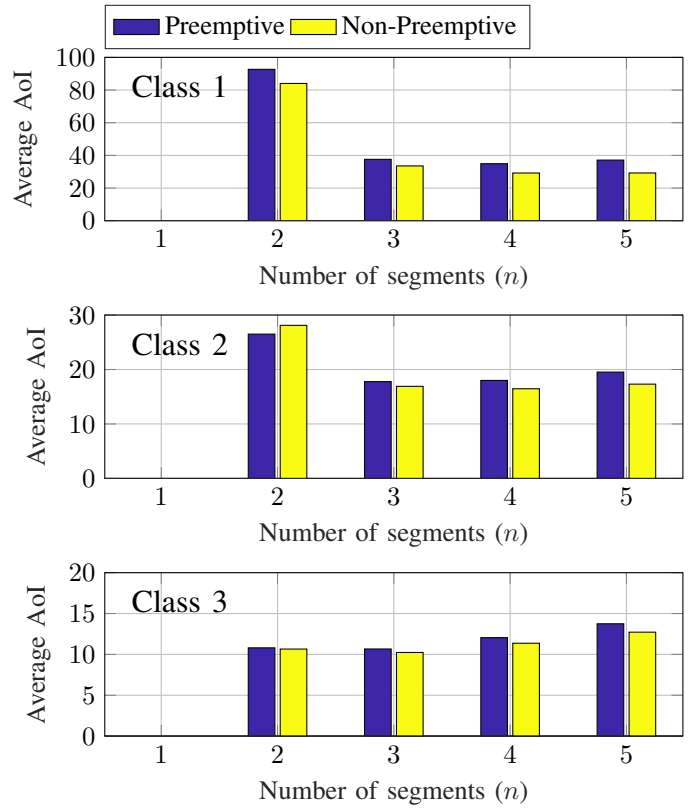 Preemptive Non-Preemptive
Average AoI
100
80
60
40
20
0
Class 1
1 2 3 4 5
Number of segments (n)
Average AoI
30
20
10
0
Class 2
1 2 3 4 5
Number of segments (n)
Average AoI
20
15
10
5
0
Class 3
1 2 3 4 5
Number of segments (n)